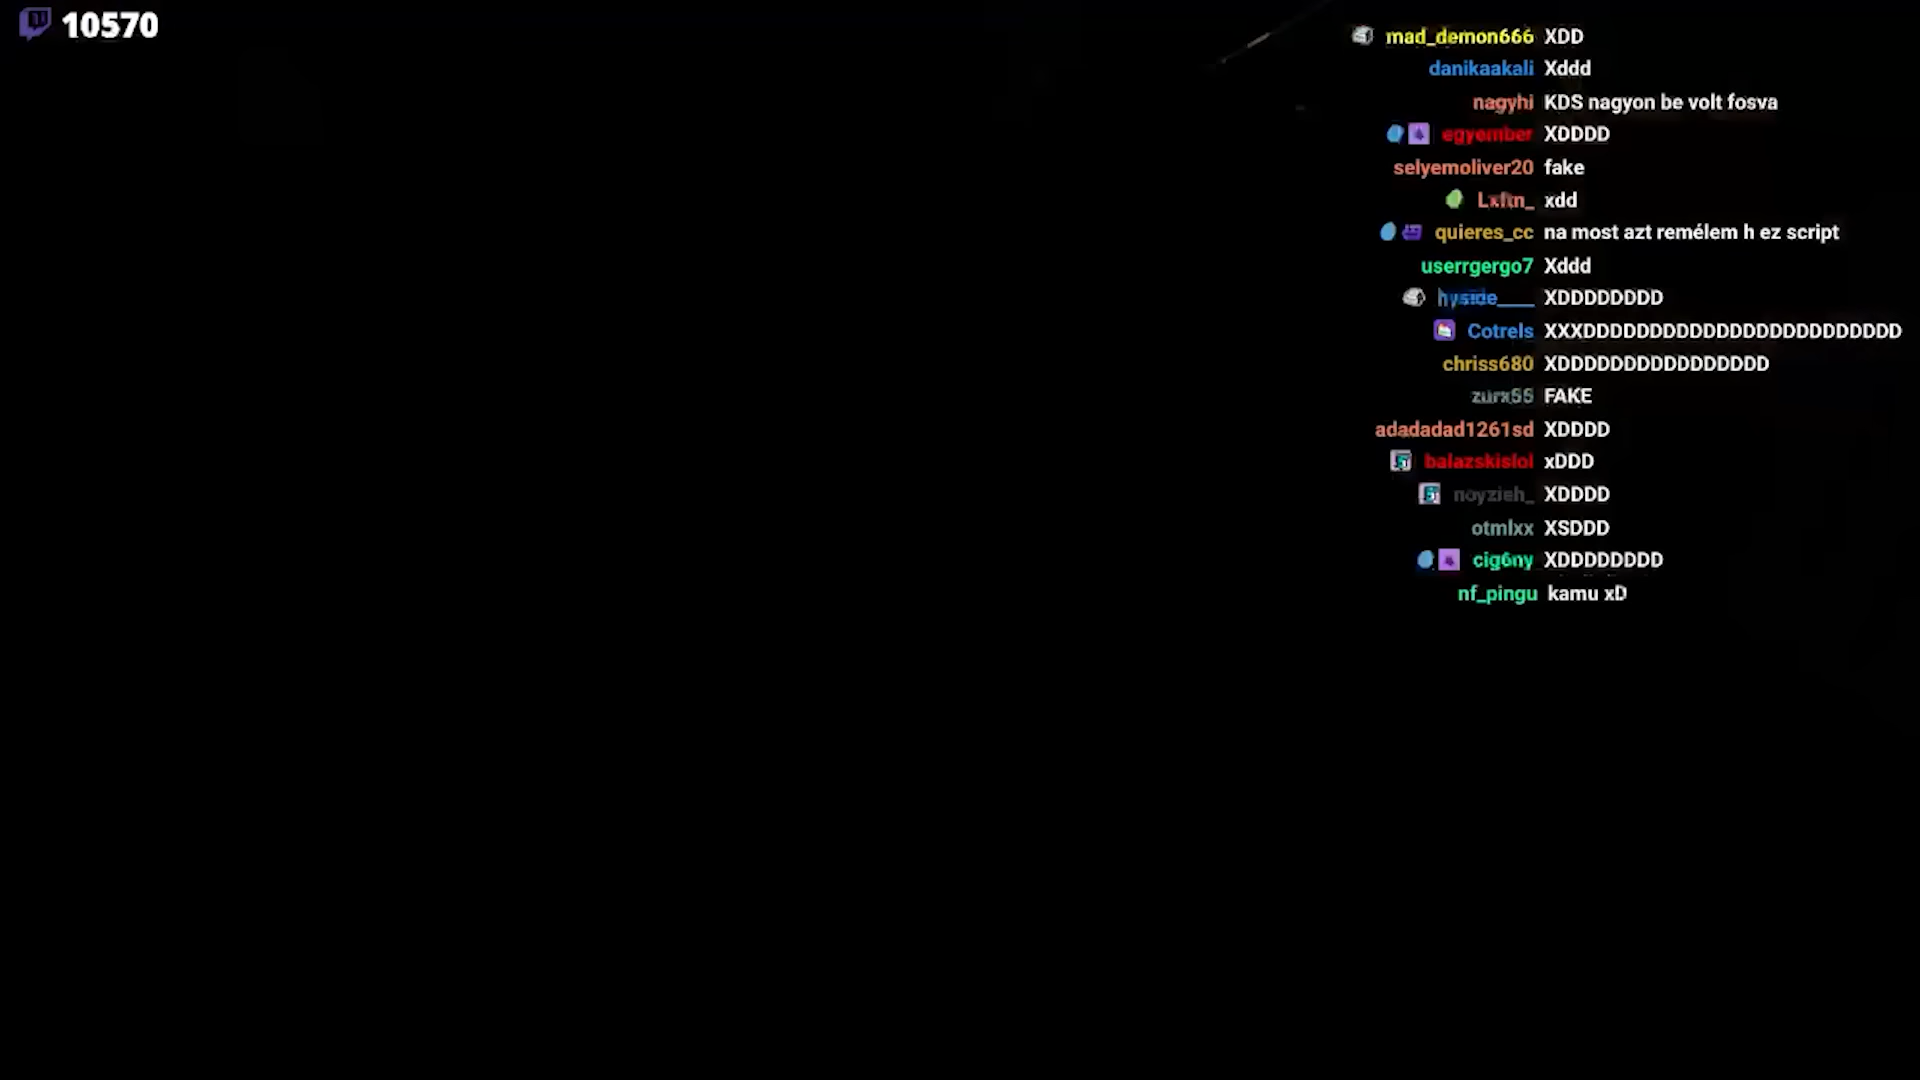 10570
mad_demon666 XDD
danikaakali Xddd
nagyhi KDS nagyon be volt fosva
egyember XDDDD
selyemoliver20 fake
Lxftn_ xdd
quieres_cc na most azt remélem h ez script
userrgergo7 Xddd
hyside____ XDDDDDDDD
Cotrels XXXDDDDDDDDDDDDDDDDDDDDDDDD
chriss680 XDDDDDDDDDDDDDDDD
zurx55 FAKE
adadadad1261sd XDDDD
balazskislol xDDD
noyzieh_ XDDDD
otmlxx XSDDD
cig6ny XDDDDDDDD
nf_pingu kamu xD